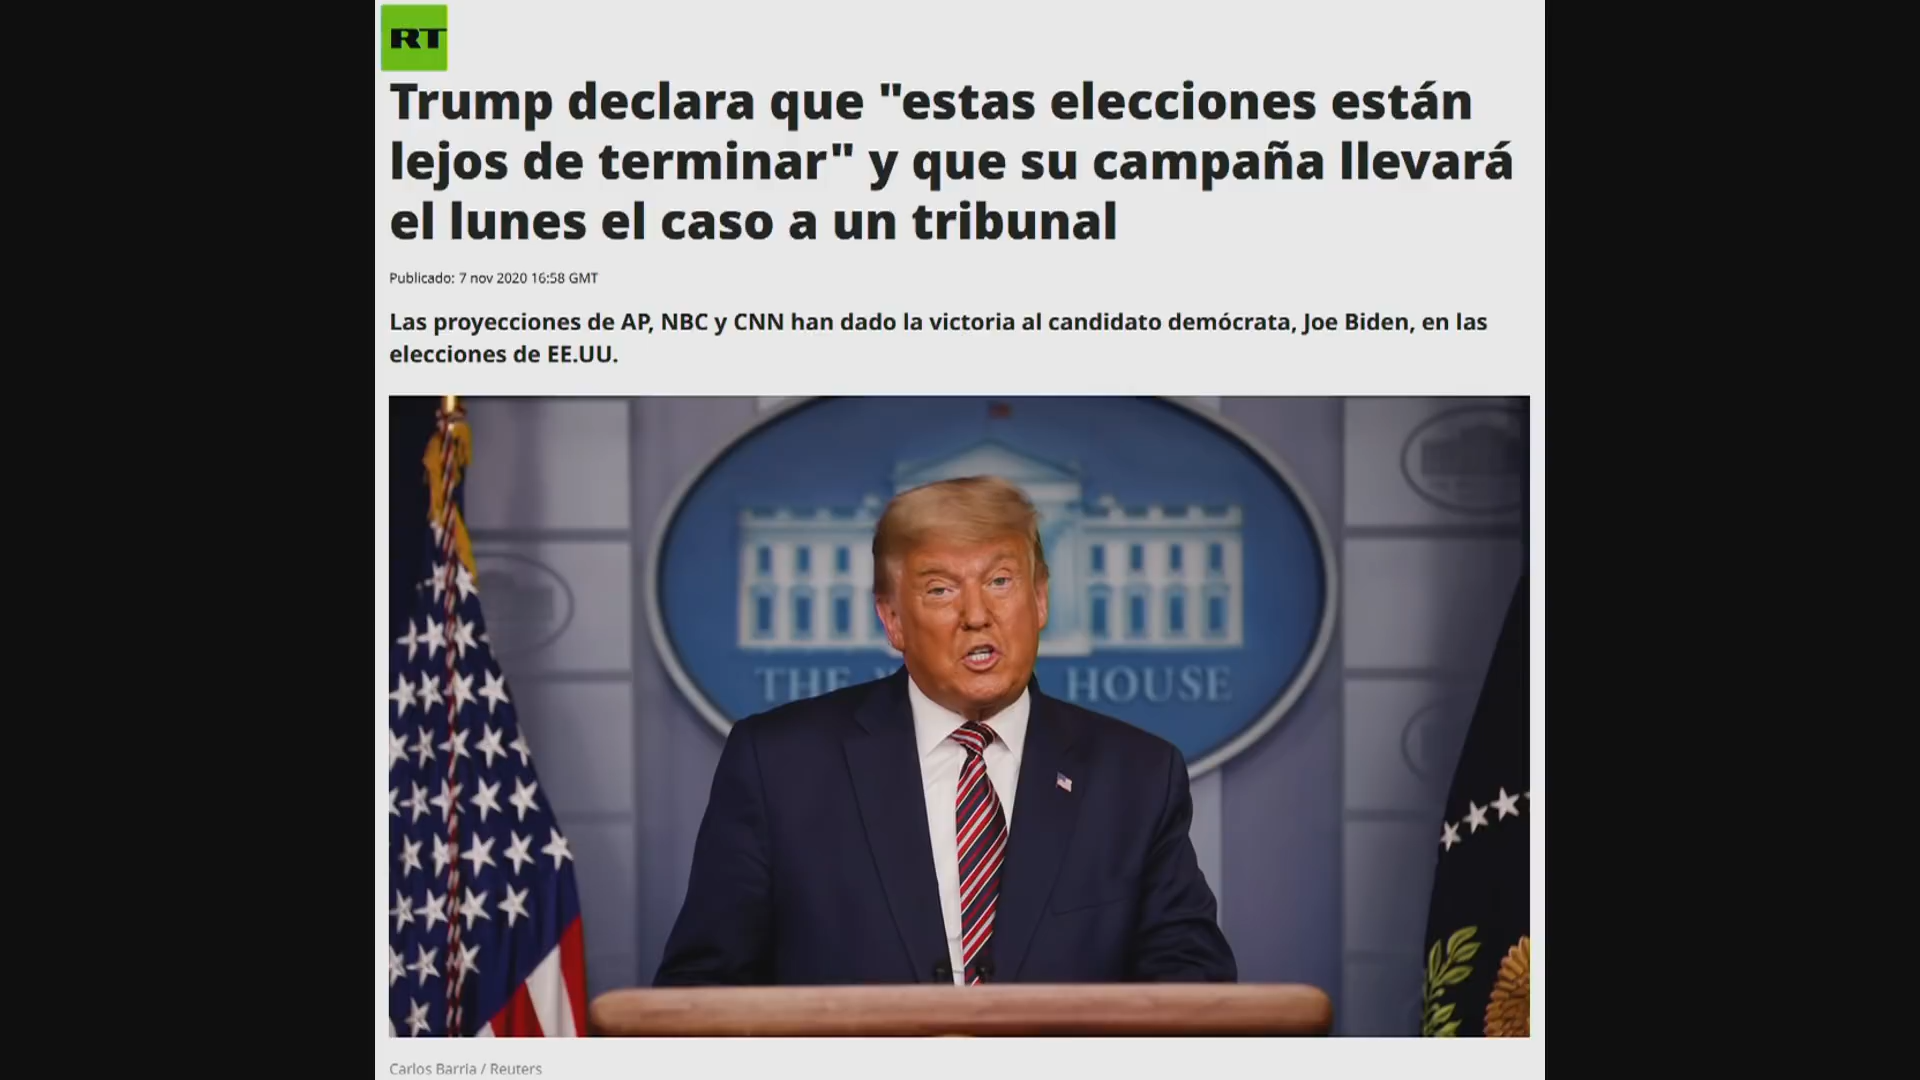 RT
Trump declara que "estas elecciones están
lejos de terminar" y que su campaña llevará
el lunes el caso a un tribunal
Publicado: 7 nov 2020 16:58 GMT
Las proyecciones de AP, NBC y CNN han dado la victoria al candidato demócrata, Joe Biden, en las
elecciones de EE.UU.
THE W HOUSE
Carlos Barria / Reuters